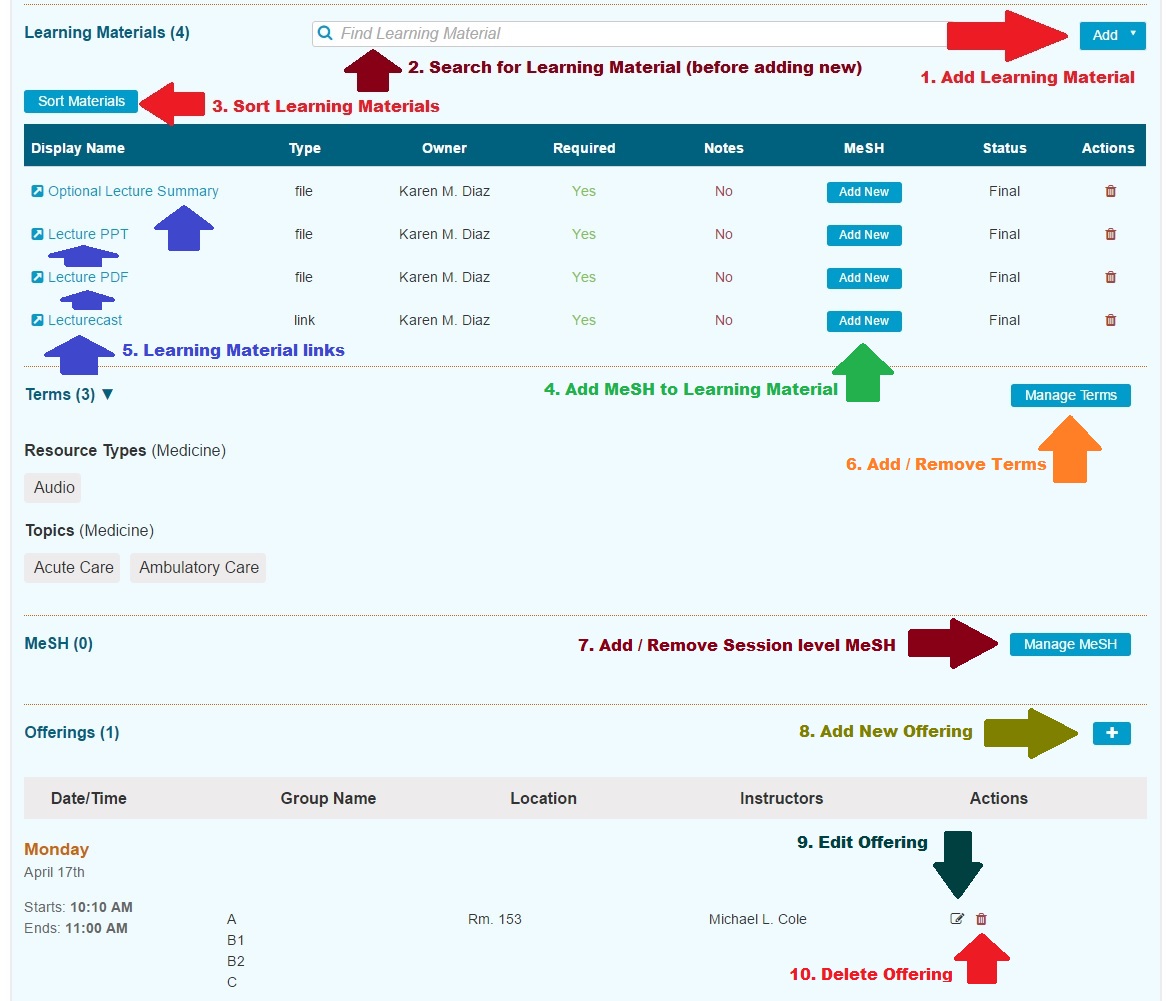 Learning Materials (4)
Find Learning Material
Add
2. Search for Learning Material (before adding new)
1. Add Learning Material
Sort Materials
3. Sort Learning Materials
Display Name Type Owner Required Notes MeSH Status Actions
Optional Lecture Summary file Karen M. Diaz Yes No Add New Final
Lecture PPT file Karen M. Diaz Yes No Add New Final
Lecture PDF file Karen M. Diaz Yes No Add New Final
Lecturecast link Karen M. Diaz Yes No Add New Final
5. Learning Material links
4. Add MeSH to Learning Material
Terms (3) ▼
Manage Terms
Resource Types (Medicine)
6. Add / Remove Terms
Audio
Topics (Medicine)
Acute Care Ambulatory Care
MeSH (0)
7. Add / Remove Session level MeSH
Manage MeSH
Offerings (1)
8. Add New Offering
+
Date/Time Group Name Location Instructors Actions
9. Edit Offering
Monday
April 17th
Starts: 10:10 AM
Ends: 11:00 AM
A Rm. 153 Michael L. Cole
B1
B2
C
10. Delete Offering